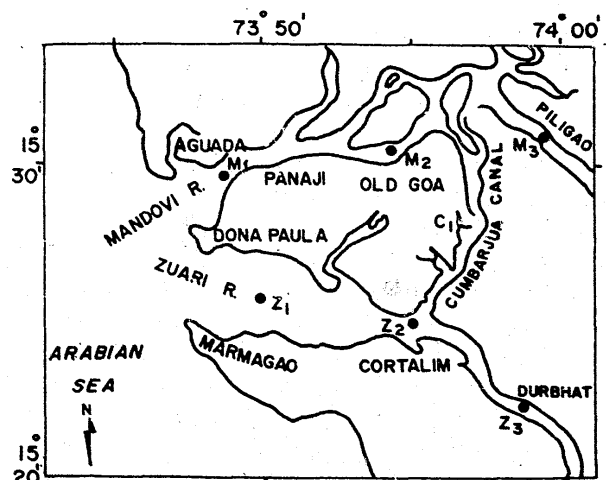 73° 50'
74° 00'
15° 30'
15° 20'
AGUADA
M1
M2
M3
PILIGAO
PANAJI
OLD GOA
MANDOVI R.
DONA PAULA
C1
CUMBARJUA CANAL
ZUARI R.
Z1
Z2
MARMAGAO
CORTALIM
ARABIAN
SEA
N
DURBHAT
Z3